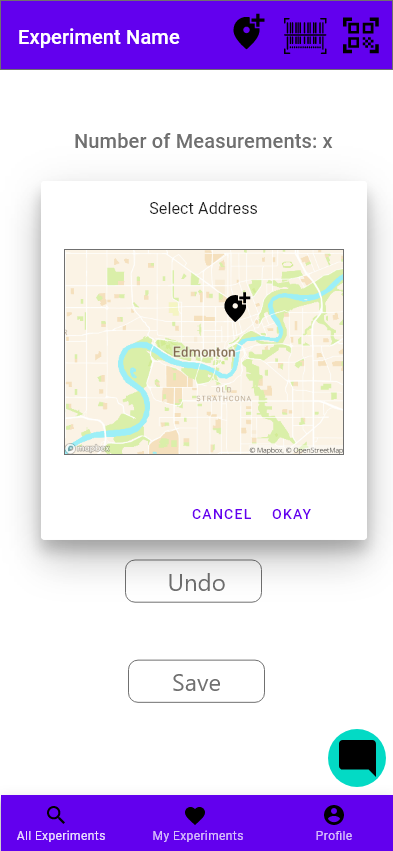 Experiment Name
Number of Measurements: x
Select Address
Edmonton
OLD
STRATHCONA
mapbox
© Mapbox, © OpenStreetMap
CANCEL OKAY
Undo
Save
All Experiments My Experiments Profile